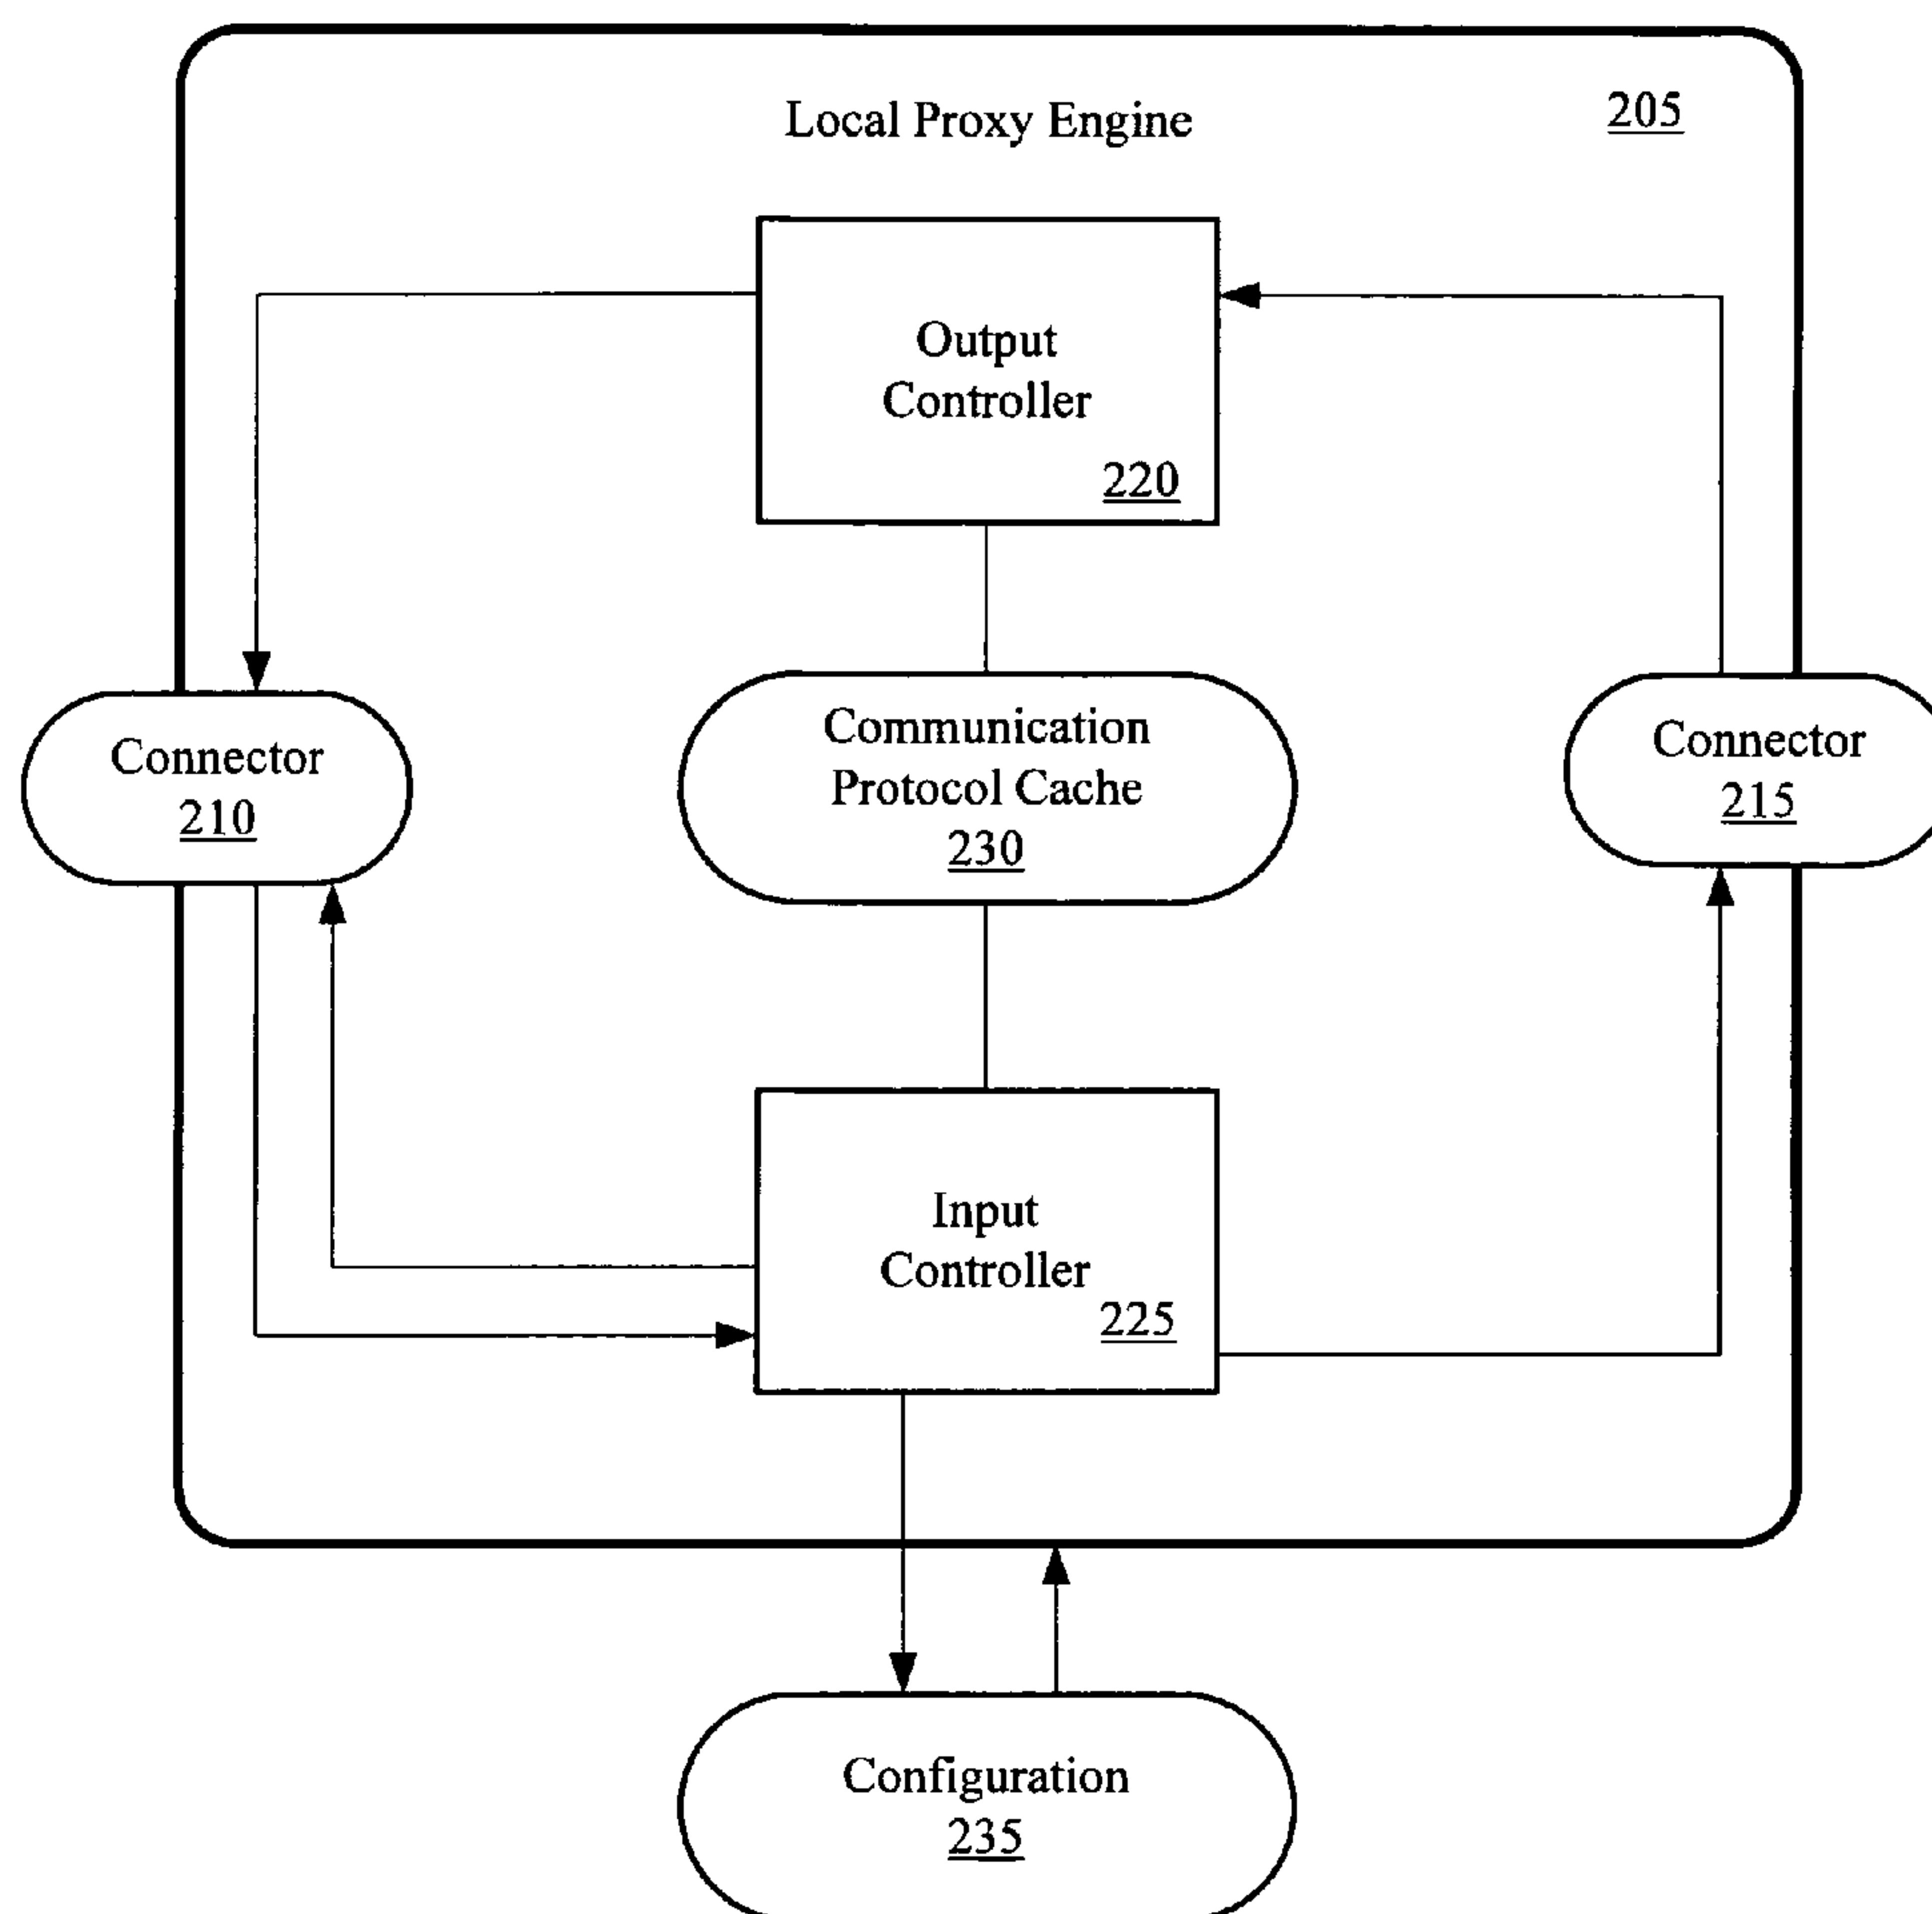 Local Proxy Engine
205
Output
Controller
220
Connector
210
Communication
Protocol Cache
230
Connector
215
Input
Controller
225
Configuration
235